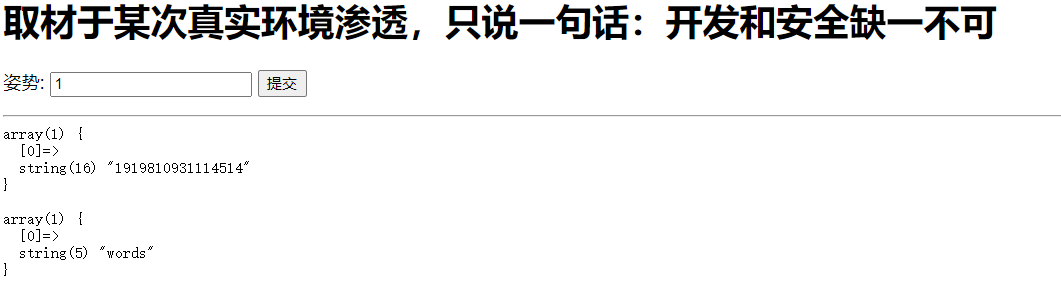 取材于某次真实环境渗透，只说一句话：开发和安全缺一不可
姿势: 1 提交
array(1) {
  [0]=>
  string(16) "1919810931114514"
}
array(1) {
  [0]=>
  string(5) "words"
}